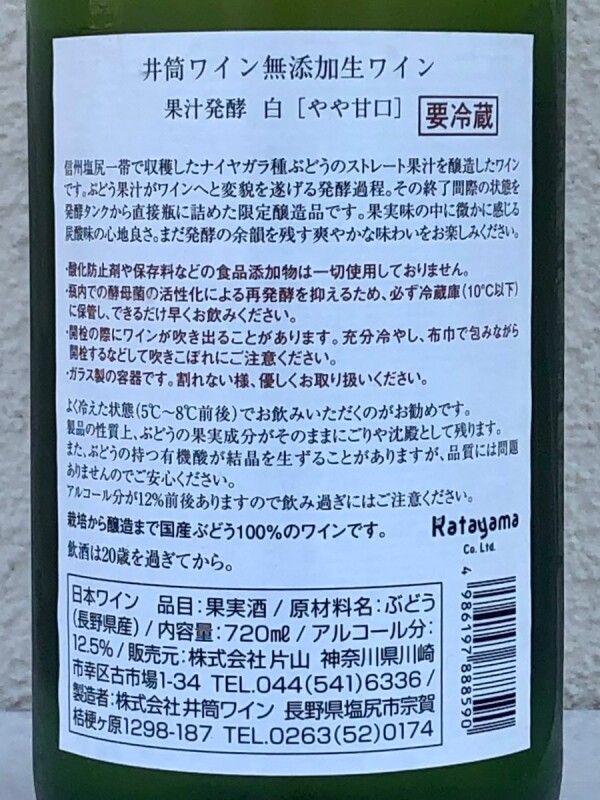 井筒ワイン無添加生ワイン
果汁発酵 白 [やや甘口] 要冷蔵
信州塩尻一帯で収穫したナイヤガラ種ぶどうのストレート果汁を醸造したワイン
です。ぶどう果汁がワインへと変貌を遂げる発酵過程。その終了間際の状態を
発酵タンクから直接瓶に詰めた限定醸造品です。果実味の中に微かに感じる
炭酸味の心地良さ。まだ発酵の余韻を残す爽やかな味わいをお楽しみください。
・酸化防止剤や保存料などの食品添加物は一切使用しておりません。
・瓶内での酵母菌の活性化による再発酵を抑えるため、必ず冷蔵庫(10℃以下)
に保管し、できるだけ早くお飲みください。
・開栓の際にワインが吹き出ることがあります。充分冷やし、布巾で包みながら
開栓するなどして吹きこぼれにご注意ください。
・ガラス製の容器です。割れない様、優しくお取り扱いください。
よく冷えた状態(5℃〜8℃前後)でお飲みいただくのがお勧めです。
製品の性質上、ぶどうの果実成分がそのままにごりや沈殿として残ります。
また、ぶどうの持つ有機酸が結晶を生ずることがありますが、品質には問題
ありませんのでご安心ください。
アルコール分が12%前後ありますので飲み過ぎにはご注意ください。
栽培から醸造まで国産ぶどう100%のワインです。
飲酒は20歳を過ぎてから。
Katayama
Co. Ltd.
日本ワイン 品目:果実酒 / 原材料名:ぶどう
(長野県産) / 内容量:720mℓ / アルコール分:
12.5% / 販売元:株式会社片山 神奈川県川崎
市幸区古市場1-34 TEL.044(541)6336 /
製造者:株式会社井筒ワイン 長野県塩尻市宗賀
桔梗ヶ原1298-187 TEL.0263(52)0174
4 986197 888590